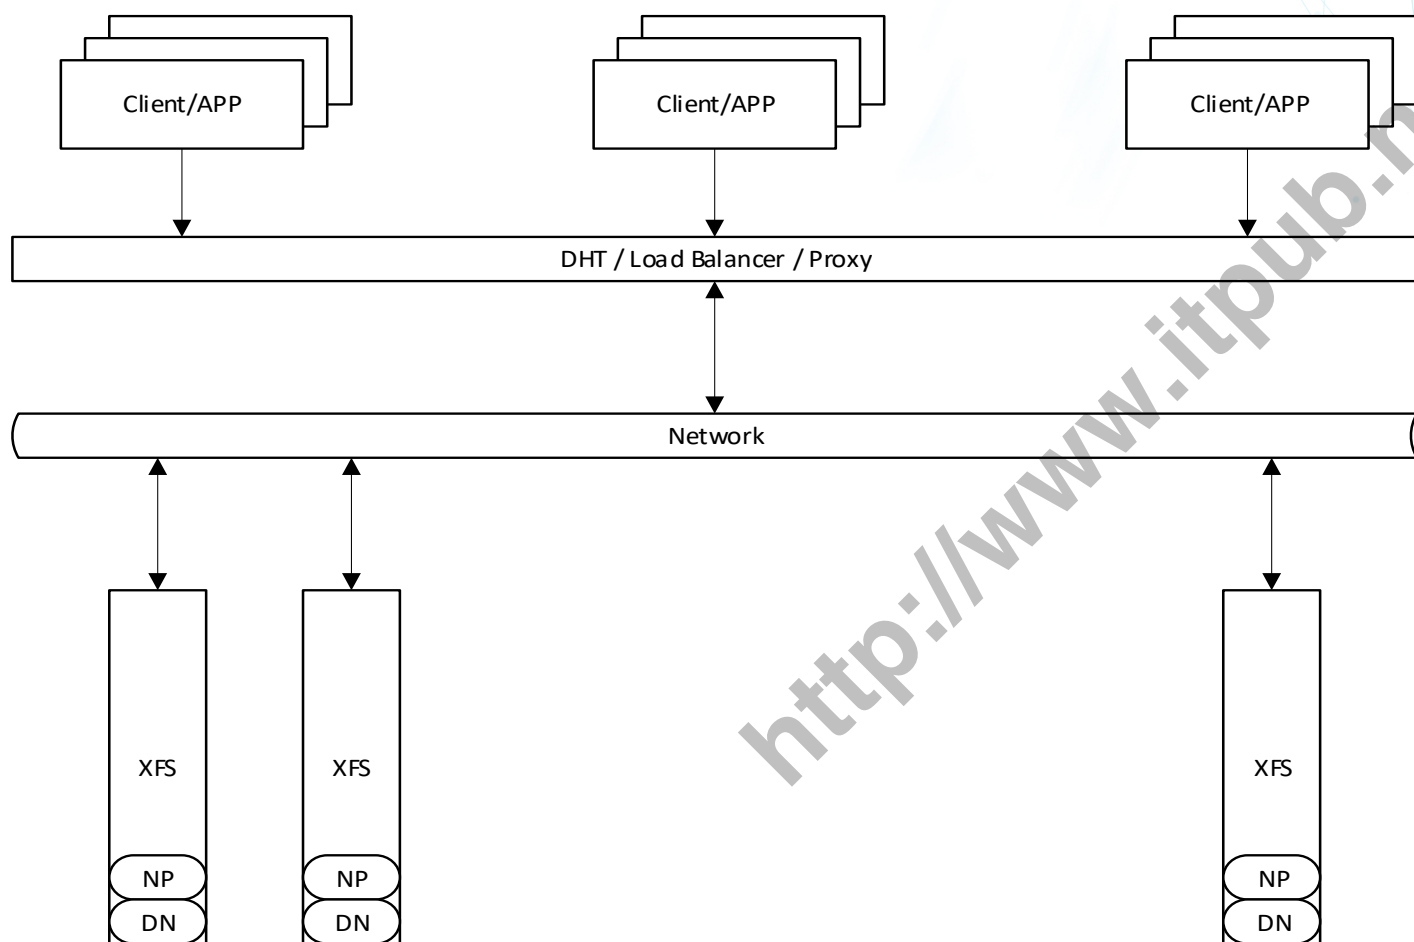 Client/APP
Client/APP
Client/APP
DHT / Load Balancer / Proxy
Network
http://www.itpub.n
XFS
XFS
XFS
NP
NP
NP
DN
DN
DN